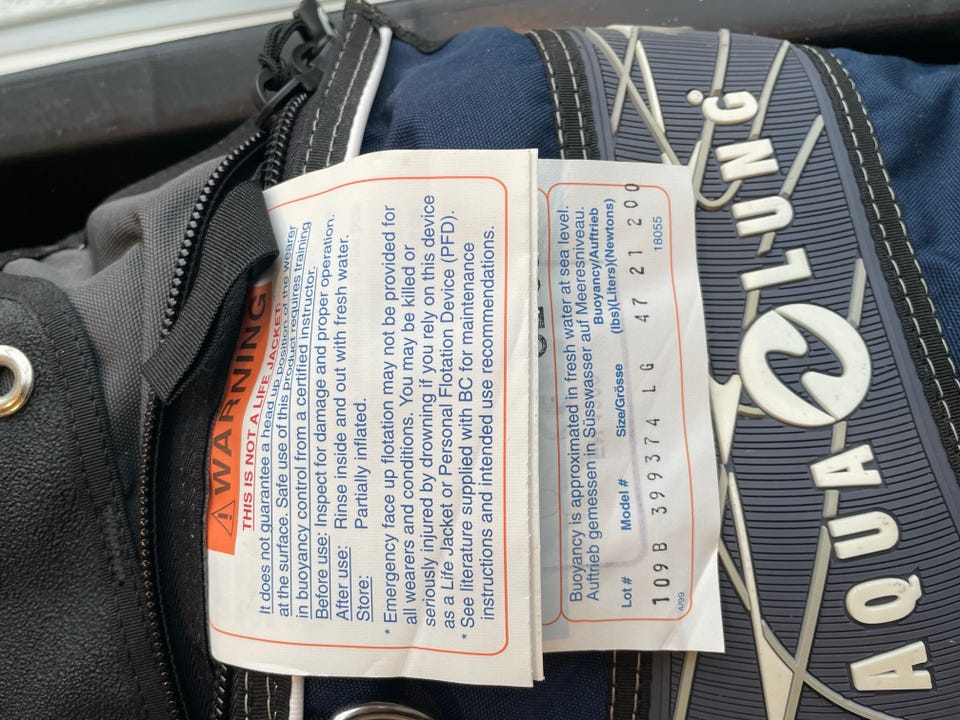 ⚠ WARNING
THIS IS NOT A LIFE JACKET:
It does not guarantee a head up position of the wearer
at the surface. Safe use of this product requires training
in buoyancy control from a certified instructor.
Before use: Inspect for damage and proper operation.
After use: Rinse inside and out with fresh water.
Store: Partially inflated.
* Emergency face up flotation may not be provided for
all wearers and conditions. You may be killed or
seriously injured by drowning if you rely on this device
as a Life Jacket or Personal Flotation Device (PFD).
* See literature supplied with BC for maintenance
instructions and intended use recommendations.
Buoyancy is approximated in fresh water at sea level.
Auftrieb gemessen in Süsswasser auf Meeresniveau.
Buoyancy/Auftrieb
Lot # Model # Size/Grösse (lbs)(Liters)(Newtons)
109B 399374 LG 47 21 200
4/99 18055
AQUA LUNG®